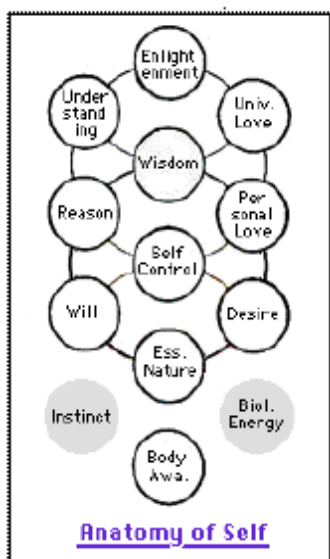 Enlight
enment
Under
stand
ing
Univ.
Love
Wisdom
Reason
Per
sonal
Love
Self
Control
Will
Desire
Ess.
Nature
Instinct
Biol.
Energy
Body
Awa.
Anatomy of Self